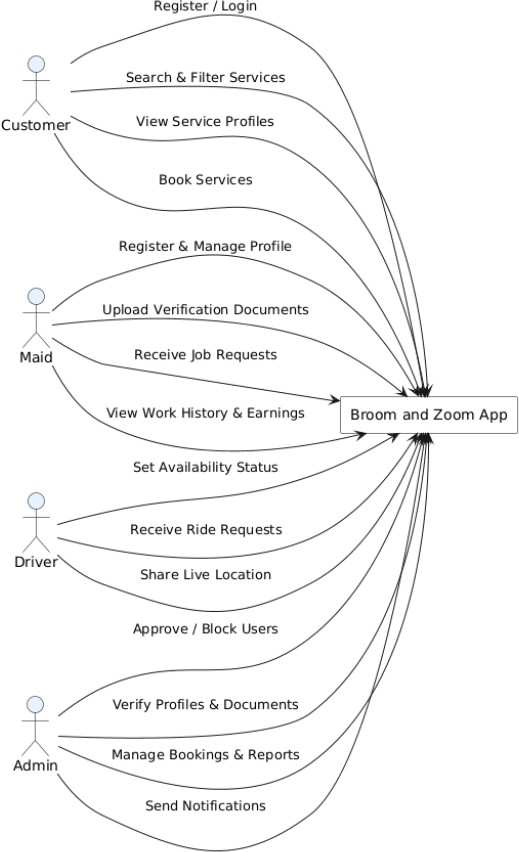 Register / Login
Search & Filter Services
Customer
View Service Profiles
Book Services
Register & Manage Profile
Upload Verification Documents
Maid
Receive Job Requests
View Work History & Earnings
Broom and Zoom App
Set Availability Status
Receive Ride Requests
Driver
Share Live Location
Approve / Block Users
Verify Profiles & Documents
Admin
Manage Bookings & Reports
Send Notifications